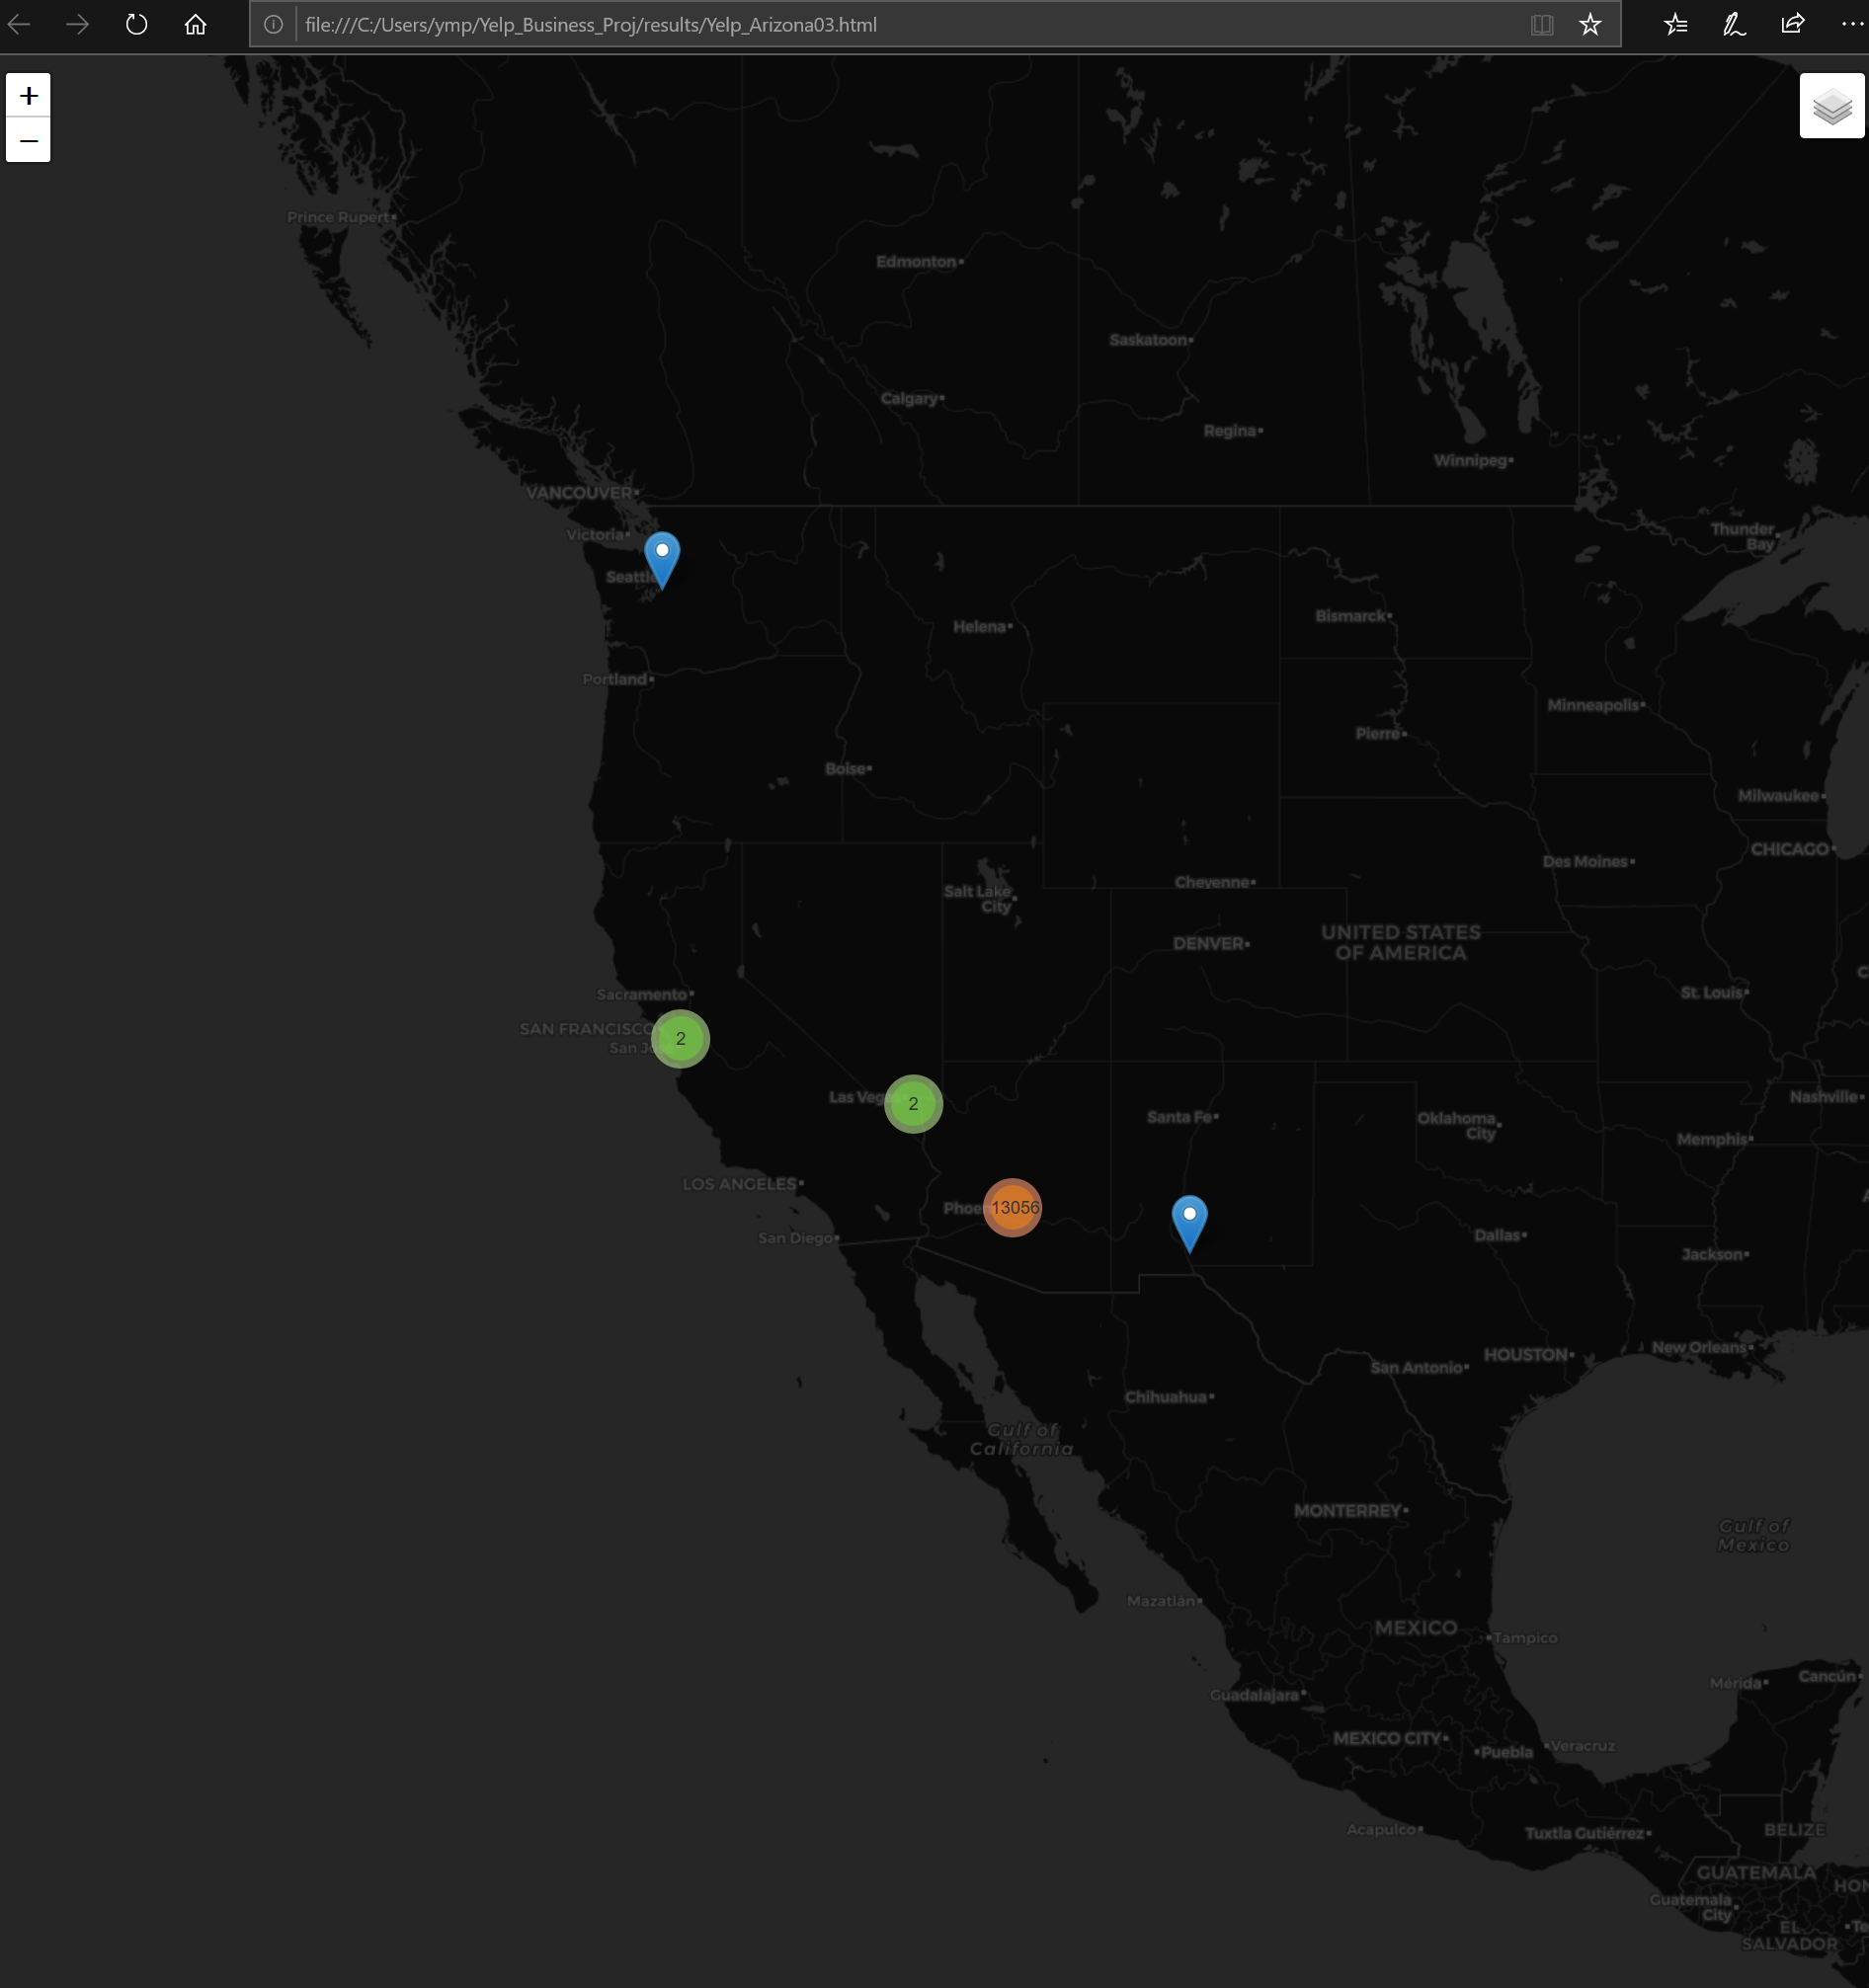 file:///C:/Users/ymp/Yelp_Business_Proj/results/Yelp_Arizona03.html
+
−
Prince Rupert
Edmonton
Saskatoon
Calgary
Regina
Winnipeg
VANCOUVER
Victoria
Thunder
Bay
Seattle
Bismarck
Helena
Portland
Minneapolis
Pierre
Boise
Milwaukee
CHICAGO
Des Moines
Cheyenne
Salt Lake
City
UNITED STATES
OF AMERICA
DENVER
St. Louis
Sacramento
SAN FRANCISCO
San Jo
2
Las Vegas
2
Nashville
Santa Fe
Oklahoma
City
Memphis
LOS ANGELES
Phoe
13056
San Diego
Dallas
Jackson
New Orleans
HOUSTON
San Antonio
Chihuahua
Gulf of
California
MONTERREY
Gulf of
Mexico
Mazatlán
MEXICO
Tampico
Cancún
Mérida
Guadalajara
MEXICO CITY
Puebla
Veracruz
Acapulco
Tuxtla Gutiérrez
BELIZE
GUATEMALA
HON
Guatemala
City
EL
SALVADOR
Te